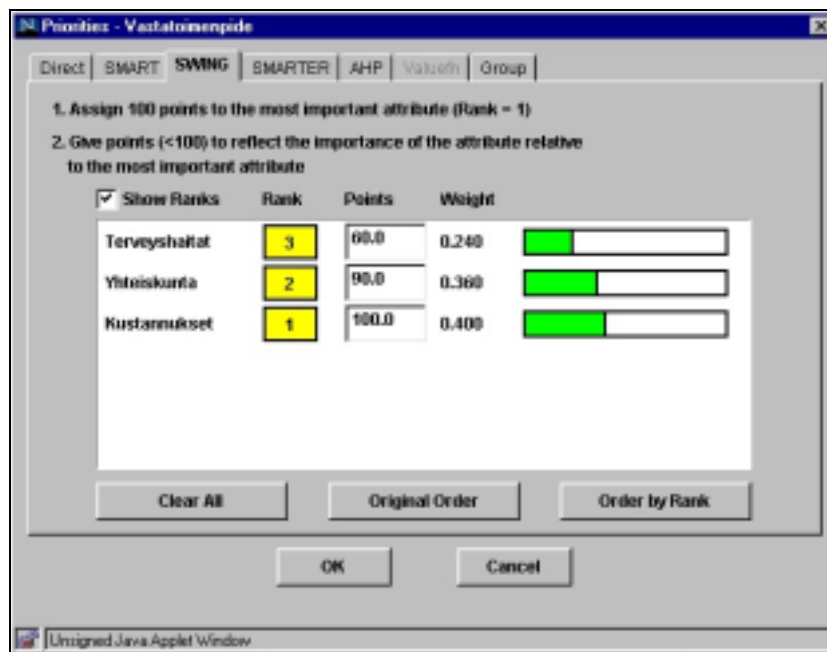 Priorities - Vastatoimenpide
Direct SMART SWING SMARTER AHP Valuefn Group
1. Assign 100 points to the most important attribute (Rank = 1)
2. Give points (<100) to reflect the importance of the attribute relative
to the most important attribute
Show Ranks Rank Points Weight
Terveyshaitat 3 60.0 0.240
Yhteiskunta 2 90.0 0.360
Kustannukset 1 100.0 0.400
Clear All Original Order Order by Rank
OK Cancel
Unsigned Java Applet Window